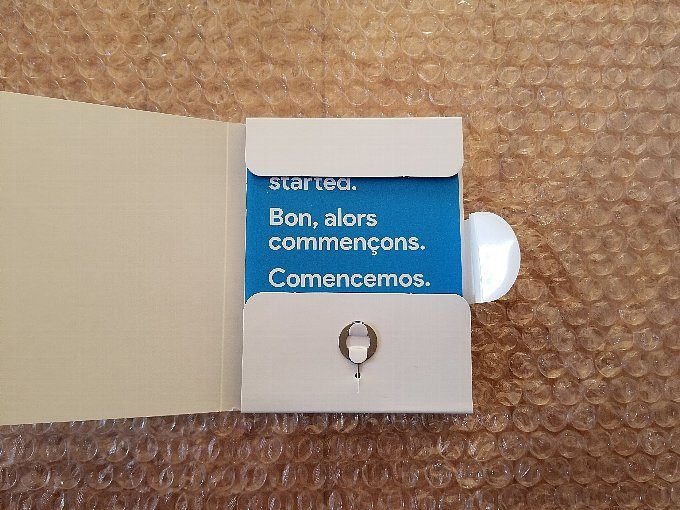 started.
Bon, alors
commençons.
Comencemos.